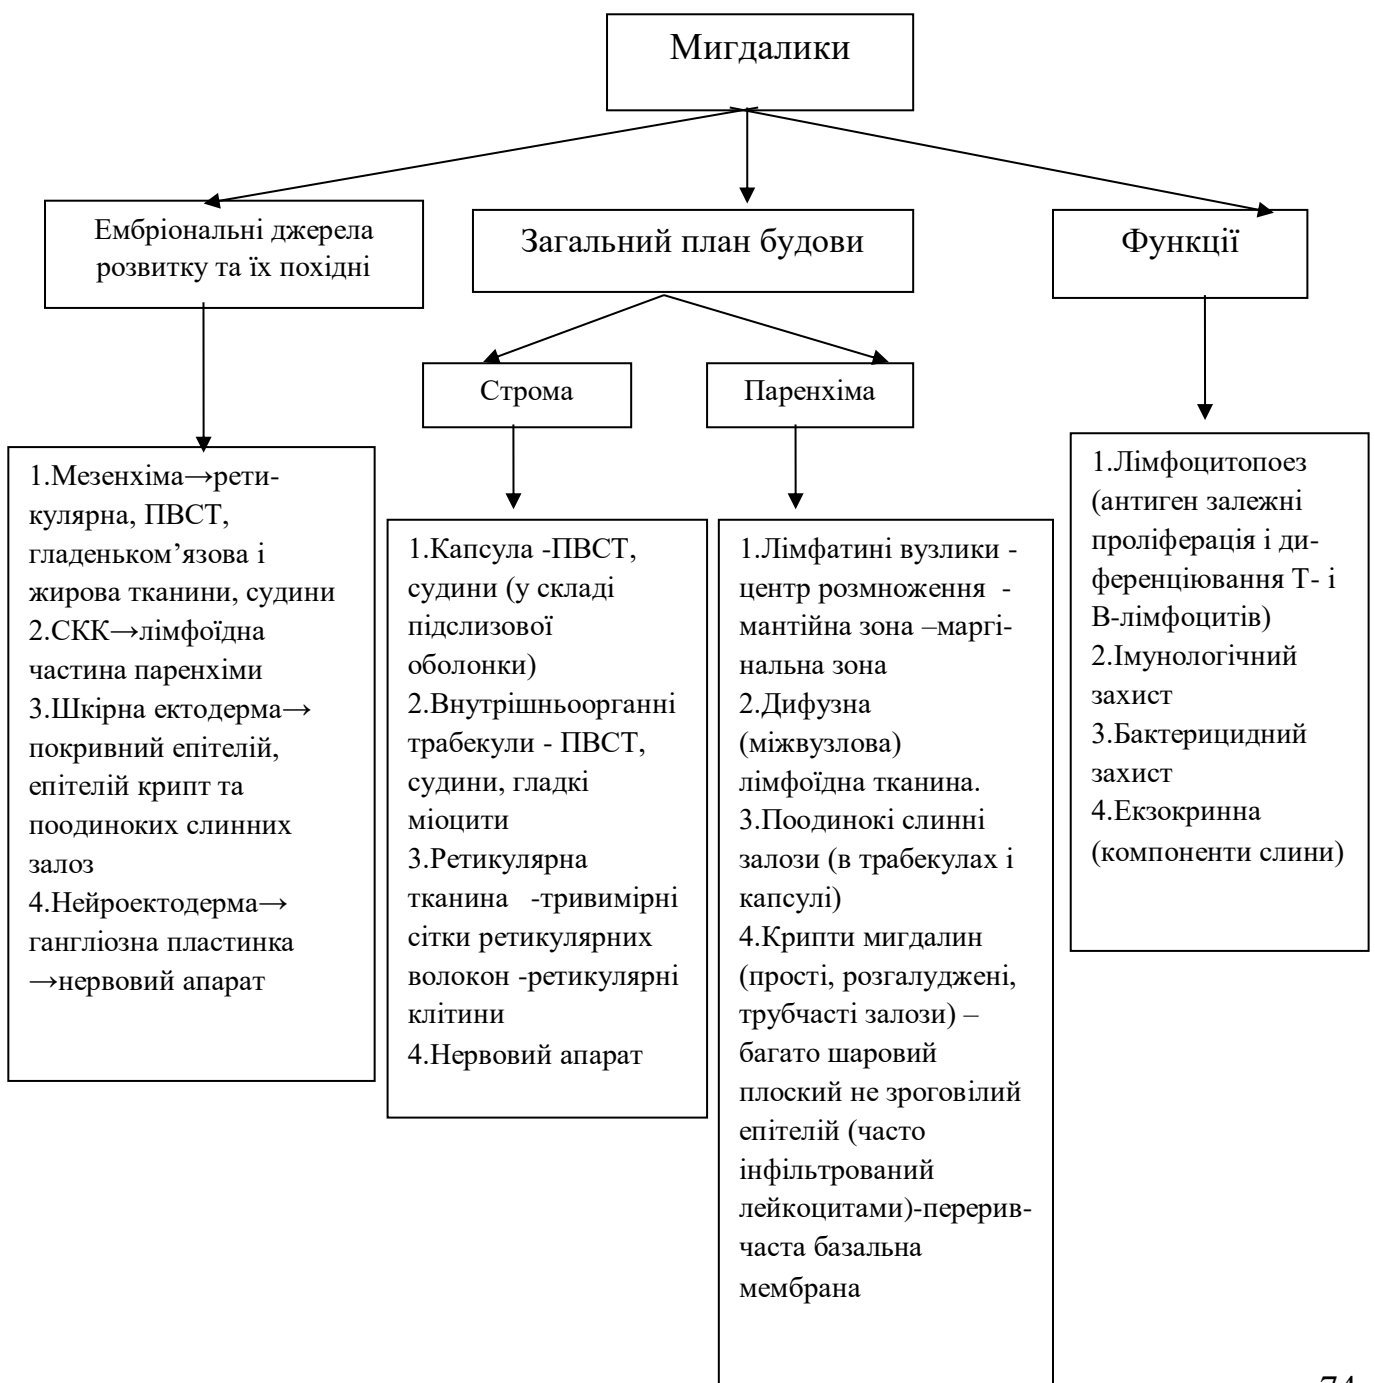 Мигдалики
Ембріональні джерела
розвитку та їх похідні
Загальний план будови
Функції
Строма
Паренхіма
1.Мезенхіма→рети-
кулярна, ПВСТ,
гладеньком’язова і
жирова тканини, судини
2.СКК→лімфоїдна
частина паренхіми
3.Шкірна ектодерма→
покривний епітелій,
епітелій крипт та
поодиноких слинних
залоз
4.Нейроектодерма→
гангліозна пластинка
→нервовий апарат
1.Капсула -ПВСТ,
судини (у складі
підслизової
оболонки)
2.Внутрішньоорганні
трабекули - ПВСТ,
судини, гладкі
міоцити
3.Ретикулярна
тканина -тривимірні
сітки ретикулярних
волокон -ретикулярні
клітини
4.Нервовий апарат
1.Лімфатині вузлики -
центр розмноження -
мантійна зона –маргі-
нальна зона
2.Дифузна
(міжвузлова)
лімфоїдна тканина.
3.Поодинокі слинні
залози (в трабекулах і
капсулі)
4.Крипти мигдалин
(прості, розгалуджені,
трубчасті залози) –
багато шаровий
плоский не зроговілий
епітелій (часто
інфільтрований
лейкоцитами)-перерив-
часта базальна
мембрана
1.Лімфоцитопоез
(антиген залежні
проліферація і ди-
ференціювання Т- і
В-лімфоцитів)
2.Імунологічний
захист
3.Бактерицидний
захист
4.Екзокринна
(компоненти слини)